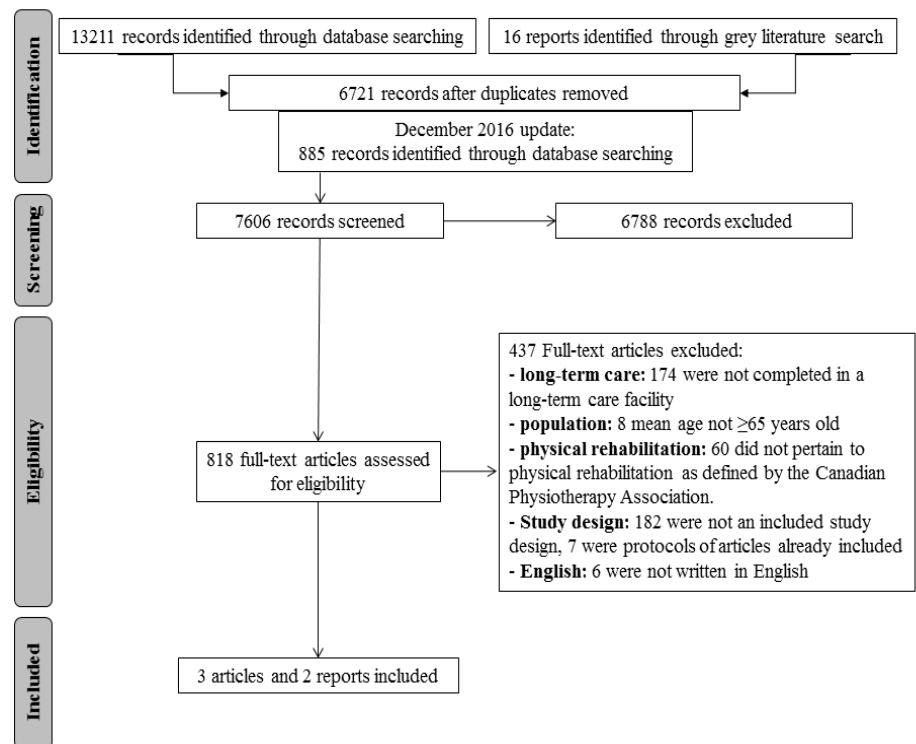 Identification
13211 records identified through database searching
16 reports identified through grey literature search
6721 records after duplicates removed
December 2016 update:
885 records identified through database searching
Screening
7606 records screened
6788 records excluded
Eligibility
818 full-text articles assessed
for eligibility
437 Full-text articles excluded:
- long-term care: 174 were not completed in a
long-term care facility
- population: 8 mean age not ≥65 years old
- physical rehabilitation: 60 did not pertain to
physical rehabilitation as defined by the Canadian
Physiotherapy Association.
- Study design: 182 were not an included study
design, 7 were protocols of articles already included
- English: 6 were not written in English
Included
3 articles and 2 reports included